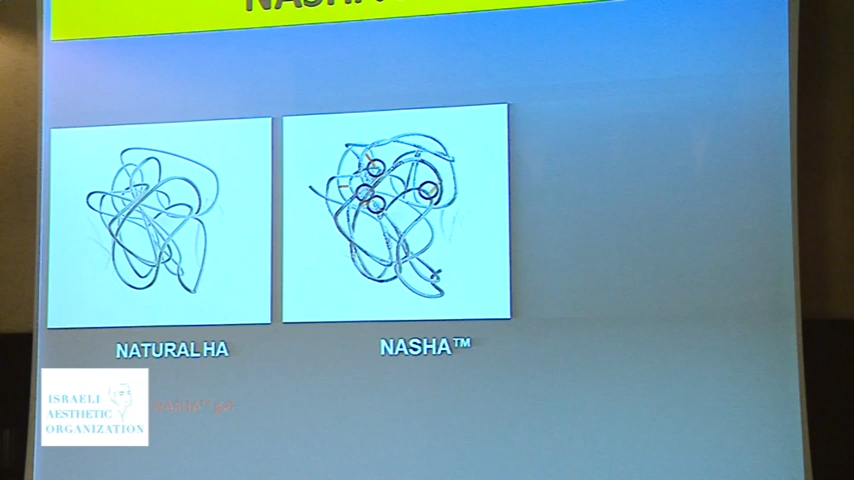 NATURAL HA
NASHA™
ISRAELI
AESTHETIC
ORGANIZATION